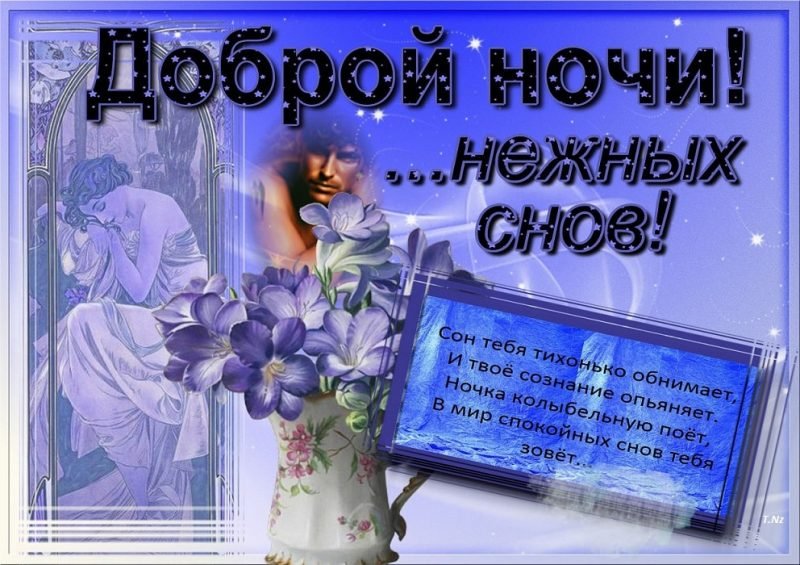 Доброй ночи!
...нежных
снов!
Сон тебя тихонько обнимает,
И твоё сознание опьяняет.
Ночка колыбельную поёт,
В мир спокойных снов тебя
зовёт...
T.Nz